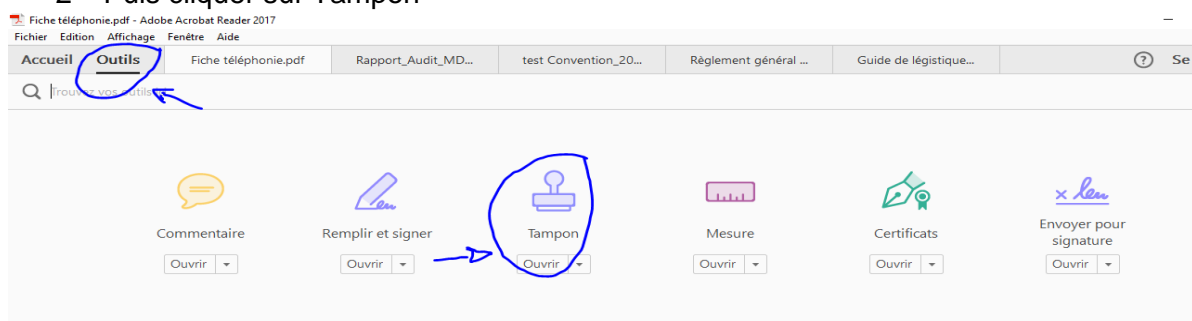 2 – Puis cliquer sur Tampon
Fiche téléphonie.pdf - Adobe Acrobat Reader 2017
Fichier Edition Affichage Fenêtre Aide
Accueil Outils Fiche téléphonie.pdf Rapport_Audit_MD... test Convention_20... Règlement général ... Guide de légistique... ? Se
Trouvez vos outils
Commentaire Remplir et signer Tampon Mesure Certificats Envoyer pour
signature
Ouvrir Ouvrir Ouvrir Ouvrir Ouvrir Ouvrir